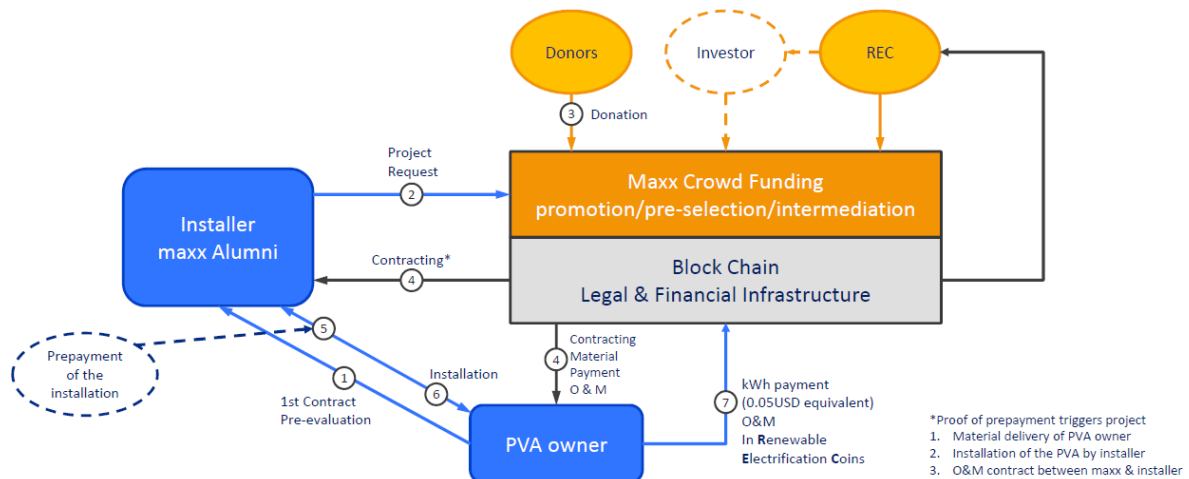 Donors
Investor
REC
3
Donation
Project
Request
2
Maxx Crowd Funding
promotion/pre-selection/intermediation
Installer
maxx Alumni
Contracting*
4
Block Chain
Legal & Financial Infrastructure
5
Prepayment
of the
installation
Installation
6
1
1st Contract
Pre-evaluation
4
Contracting
Material
Payment
O & M
7
kWh payment
(0.05USD equivalent)
O&M
In Renewable
Electrification Coins
PVA owner
*Proof of prepayment triggers project
1. Material delivery of PVA owner
2. Installation of the PVA by installer
3. O&M contract between maxx & installer